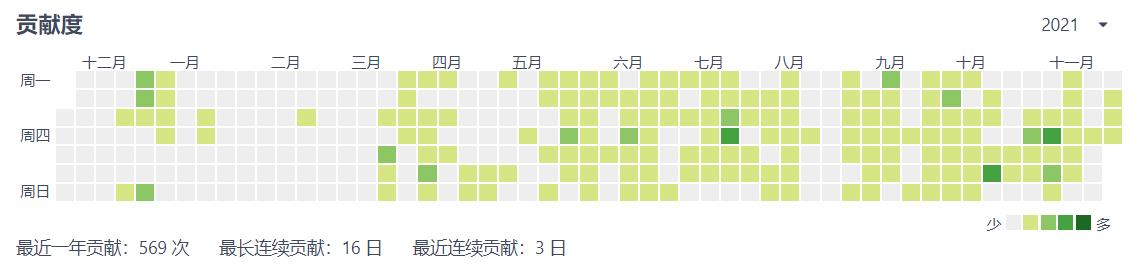 贡献度
2021
十二月 一月 二月 三月 四月 五月 六月 七月 八月 九月 十月 十一月
周一
周四
周日
少 多
最近一年贡献：569 次 最长连续贡献：16 日 最近连续贡献：3 日